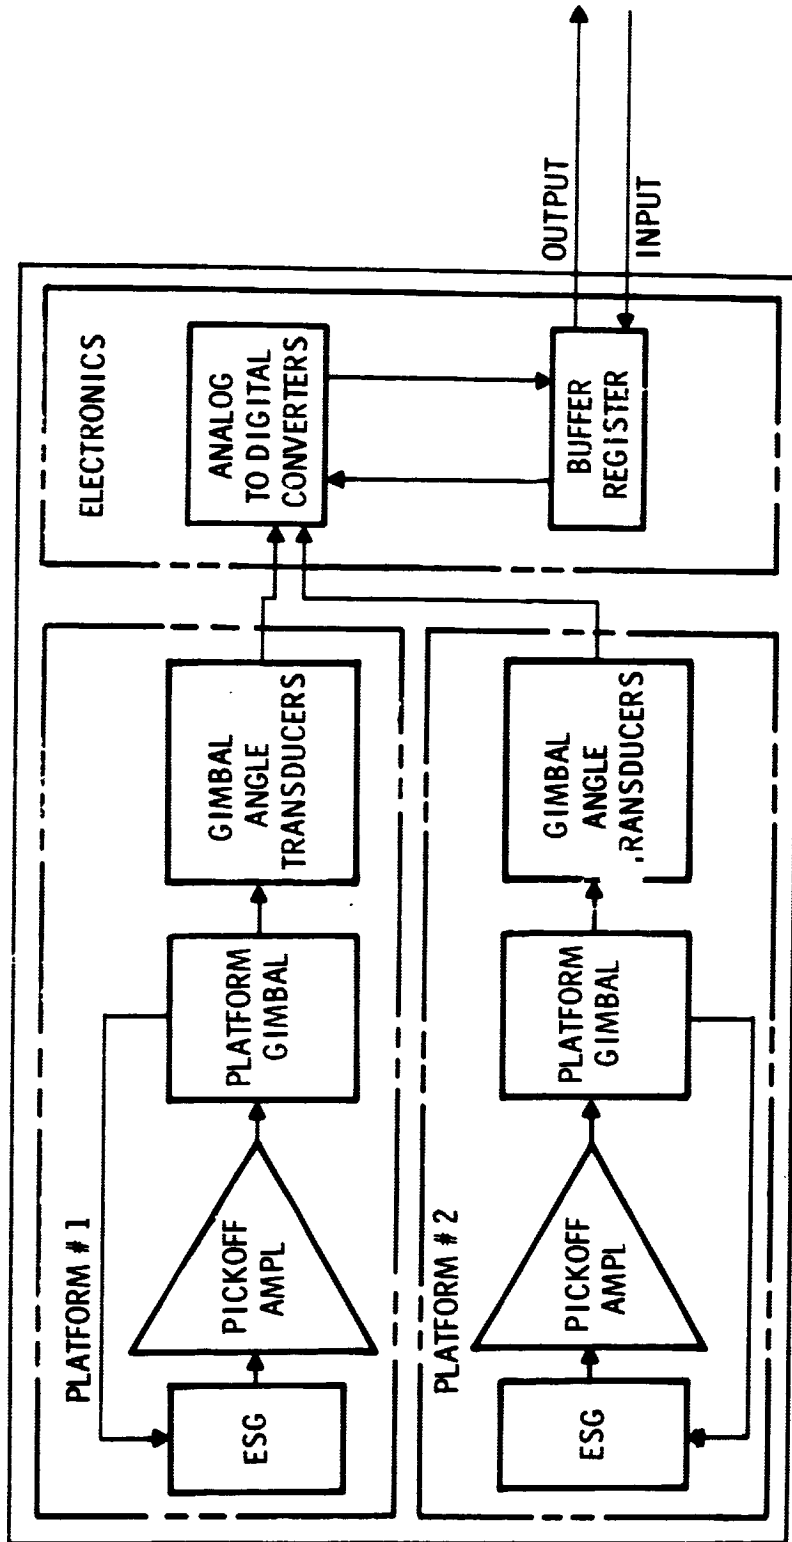 PLATFORM # 1
ESG
PICKOFF
AMPL
PLATFORM
GIMBAL
GIMBAL
ANGLE
TRANSDUCERS
PLATFORM # 2
ESG
PICKOFF
AMPL
PLATFORM
GIMBAL
GIMBAL
ANGLE
RANSDUCERS
ELECTRONICS
ANALOG
TO DIGITAL
CONVERTERS
BUFFER
REGISTER
OUTPUT
INPUT